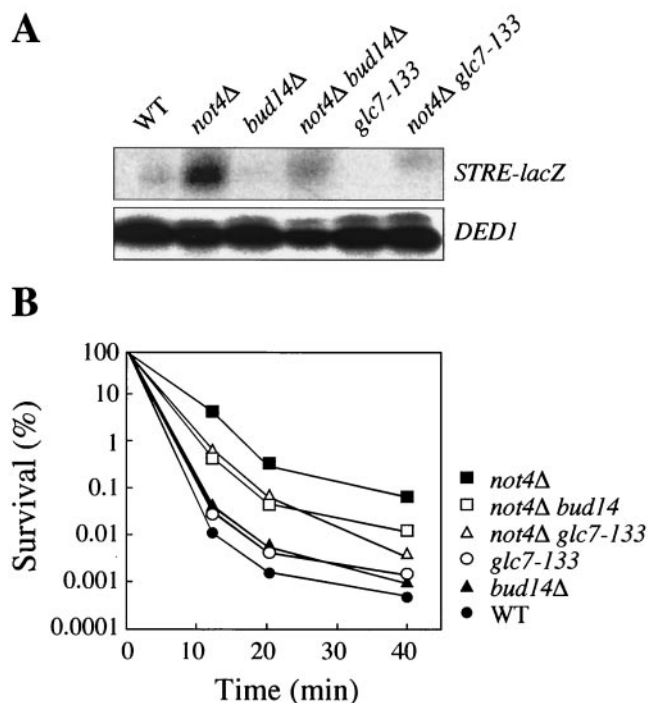 A
WT not4Δ bud14Δ not4Δ bud14Δ glc7-133 not4Δ glc7-133
STRE-lacZ
DED1
B
Survival (%)
100
10
1
0.1
0.01
0.001
0.0001
0 10 20 30 40
Time (min)
not4Δ
not4Δ bud14
not4Δ glc7-133
glc7-133
bud14Δ
WT